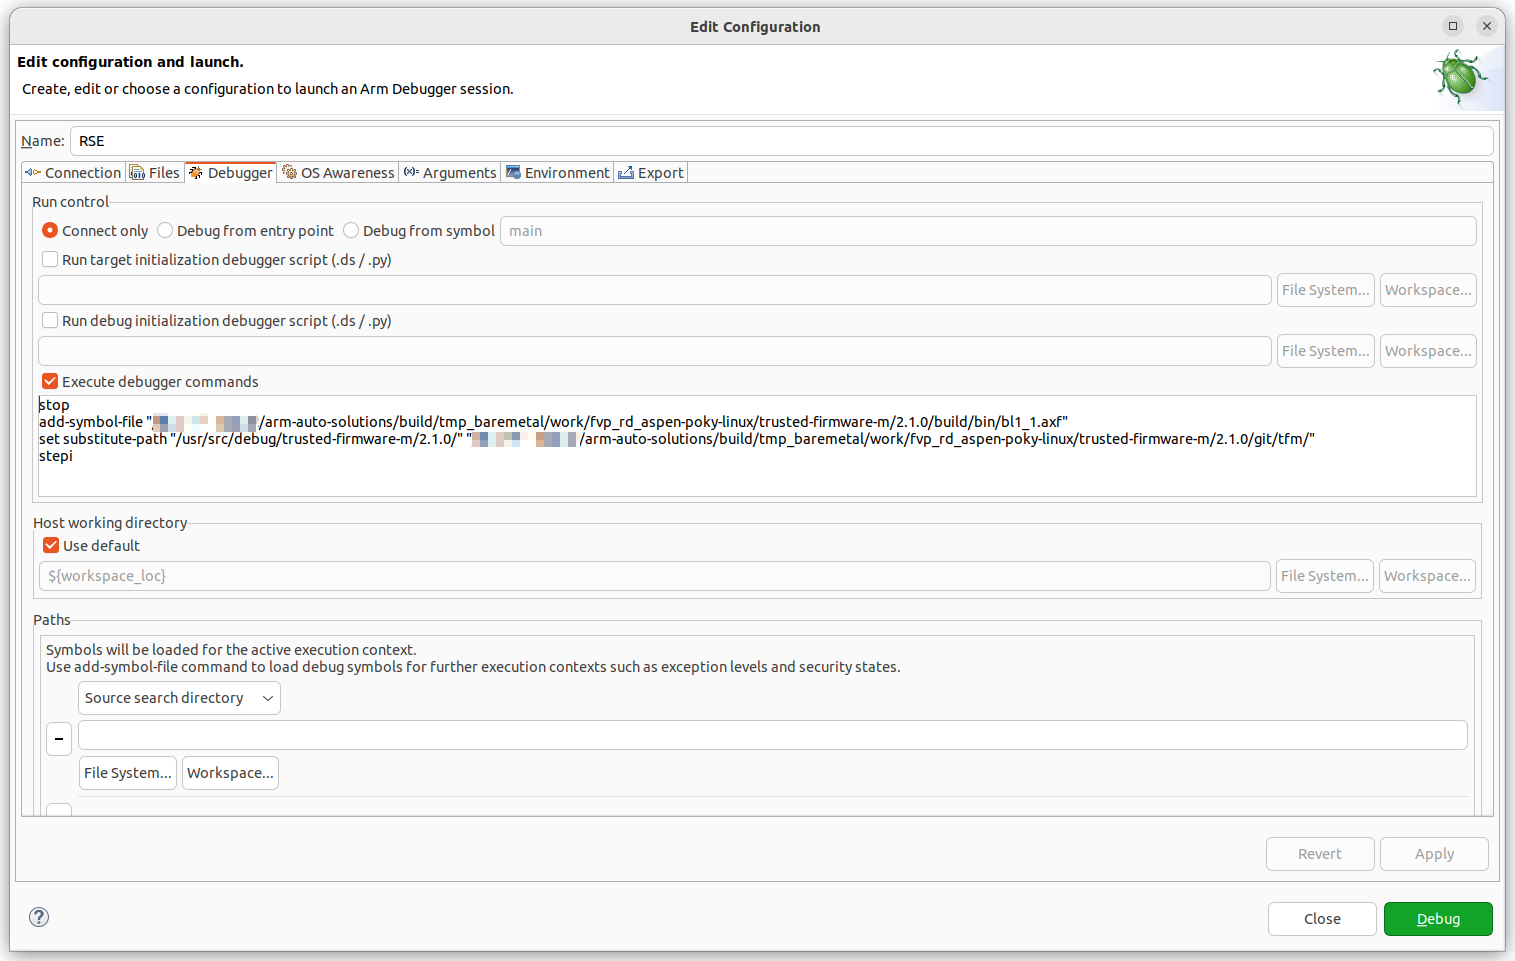 Edit Configuration
Edit configuration and launch.
Create, edit or choose a configuration to launch an Arm Debugger session.
Name: RSE
Connection Files Debugger OS Awareness Arguments Environment Export
Run control
Connect only Debug from entry point Debug from symbol main
Run target initialization debugger script (.ds / .py)
File System... Workspace...
Run debug initialization debugger script (.ds / .py)
File System... Workspace...
Execute debugger commands
stop
add-symbol-file "/ /arm-auto-solutions/build/tmp_baremetal/work/fvp_rd_aspen-poky-linux/trusted-firmware-m/2.1.0/build/bin/bl1_1.axf"
set substitute-path "/usr/src/debug/trusted-firmware-m/2.1.0/" " /arm-auto-solutions/build/tmp_baremetal/work/fvp_rd_aspen-poky-linux/trusted-firmware-m/2.1.0/git/tfm/"
stepi
Host working directory
Use default
${workspace_loc}
File System... Workspace...
Paths
Symbols will be loaded for the active execution context.
Use add-symbol-file command to load debug symbols for further execution contexts such as exception levels and security states.
Source search directory
-
File System... Workspace...
Revert Apply
?
Close Debug